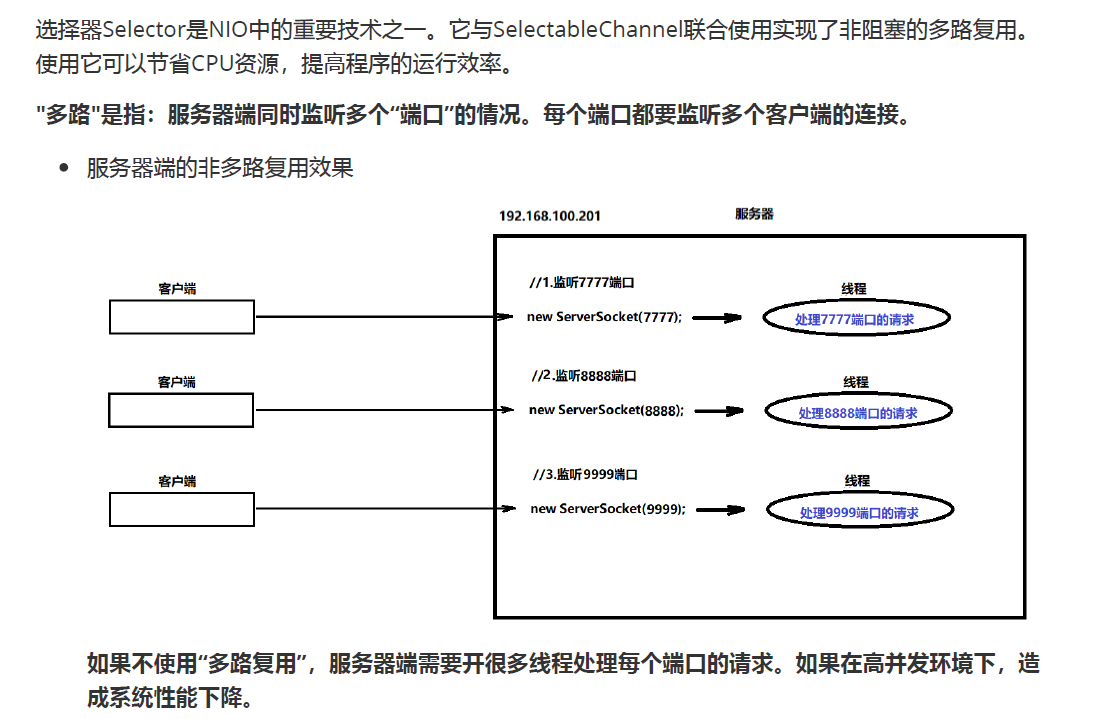 选择器Selector是NIO中的重要技术之一。它与SelectableChannel联合使用实现了非阻塞的多路复用。
使用它可以节省CPU资源，提高程序的运行效率。
"多路"是指：服务器端同时监听多个“端口”的情况。每个端口都要监听多个客户端的连接。
服务器端的非多路复用效果
192.168.100.201
服务器
客户端
//1.监听7777端口
new ServerSocket(7777);
线程
处理7777端口的请求
客户端
//2.监听8888端口
new ServerSocket(8888);
线程
处理8888端口的请求
客户端
//3.监听9999端口
new ServerSocket(9999);
线程
处理9999端口的请求
如果不使用“多路复用”，服务器端需要开很多线程处理每个端口的请求。如果在高并发环境下，造
成系统性能下降。